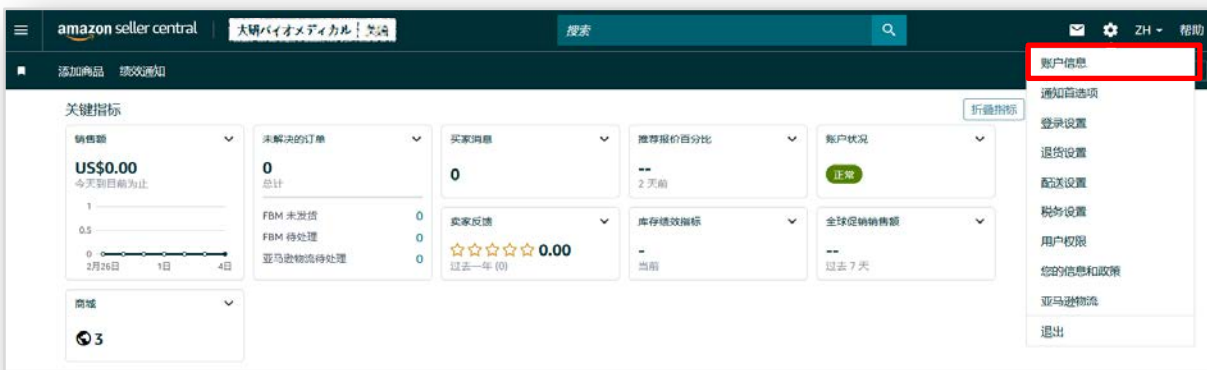 amazon seller central
大研バイオメディカル | 美国
搜索
ZH
帮助
添加商品 绩效通知
账户信息
通知首选项
登录设置
退货设置
配送设置
税务设置
用户权限
您的信息和政策
亚马逊物流
退出
关键指标
折叠指标
销售额
US$0.00
今天到目前为止
1
0.5
0
2月26日 1日 4日
未解决的订单
0
总计
FBM 未发货 0
FBM 待处理 0
亚马逊物流待处理 0
买家消息
0
推荐报价百分比
--
2 天前
账户状况
正常
卖家反馈
0.00
过去一年 (0)
库存绩效指标
-
当前
全球促销销售额
--
过去 7 天
商城
3